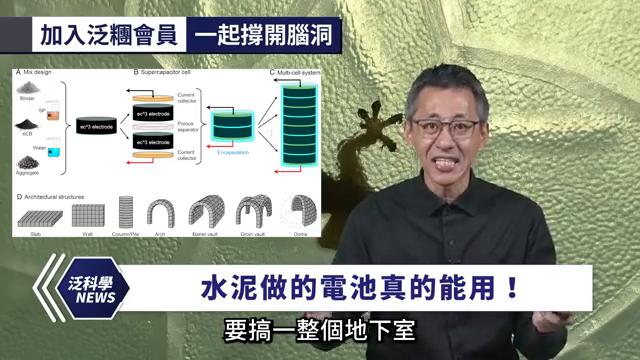 加入泛糰會員 一起撐開腦洞
A Mix design
B Supercapacitor cell
C Multi-cell system
Binder
SP
nCB
Water
Aggregate
ec^3 electrode
Current collector
ec^3 electrode
Porous separator
ec^3 electrode
Current collector
Encapsulation
D Architectural structures
Slab
Wall
Column/Pile
Arch
Barrel vault
Groin vault
Dome
泛科學
NEWS
水泥做的電池真的能用！
要搞一整個地下室